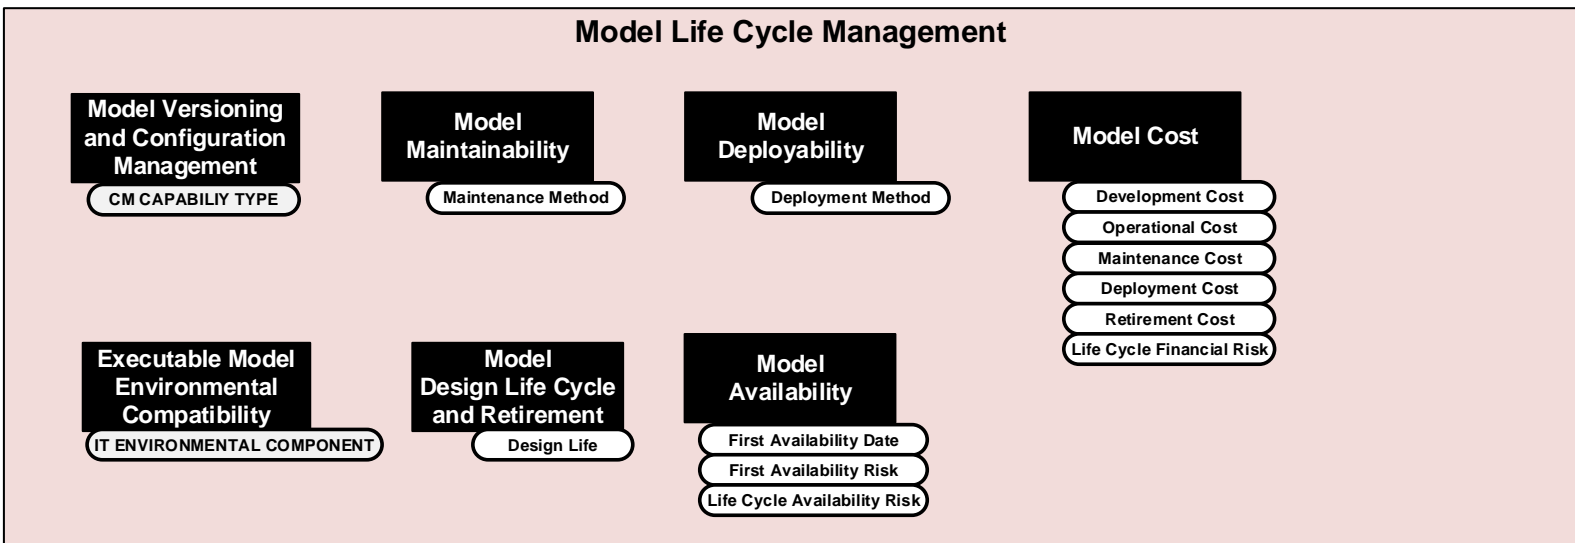 Model Life Cycle Management
Model Versioning
and Configuration
Management
CM CAPABILIY TYPE
Model
Maintainability
Maintenance Method
Model
Deployability
Deployment Method
Model Cost
Development Cost
Operational Cost
Maintenance Cost
Deployment Cost
Retirement Cost
Life Cycle Financial Risk
Executable Model
Environmental
Compatibility
IT ENVIRONMENTAL COMPONENT
Model
Design Life Cycle
and Retirement
Design Life
Model
Availability
First Availability Date
First Availability Risk
Life Cycle Availability Risk